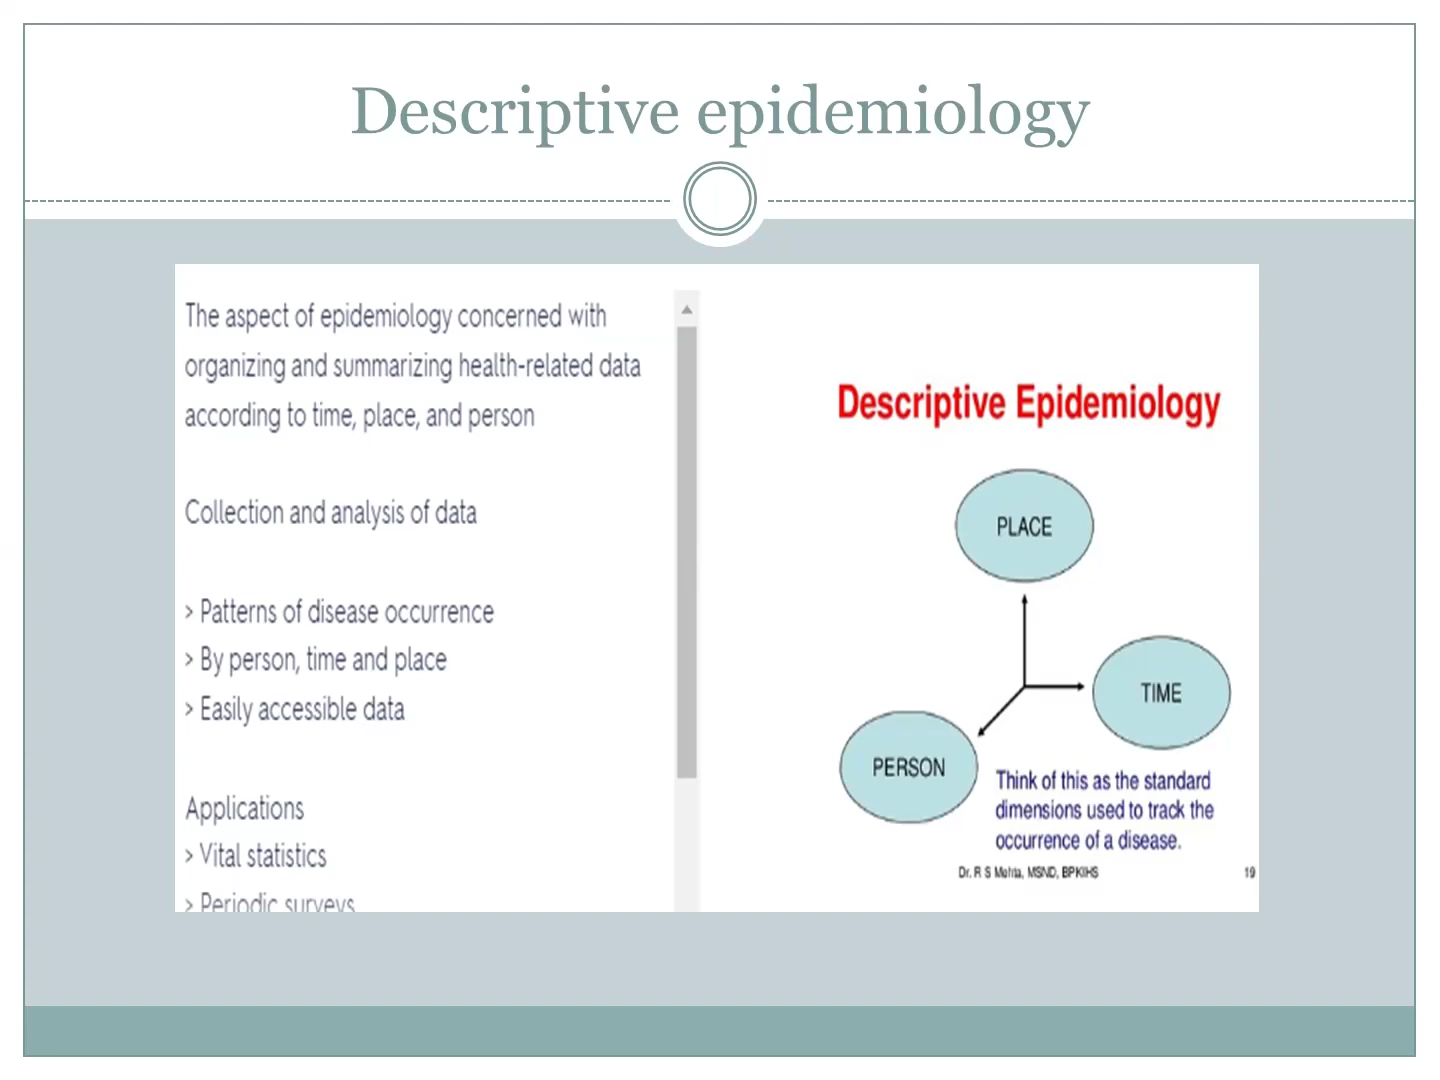 Descriptive epidemiology
The aspect of epidemiology concerned with
organizing and summarizing health-related data
according to time, place, and person
Collection and analysis of data
> Patterns of disease occurrence
> By person, time and place
> Easily accessible data
Applications
> Vital statistics
> Periodic surveys
Descriptive Epidemiology
PLACE
TIME
PERSON
Think of this as the standard
dimensions used to track the
occurrence of a disease.
Dr. R S Mehta, MSND, BPKIHS
19